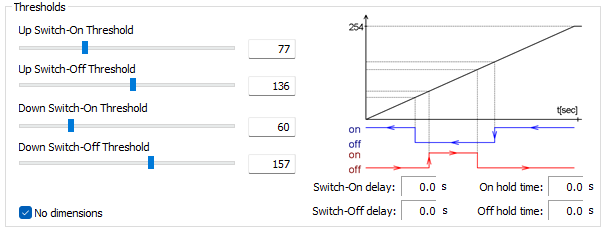 Thresholds
Up Switch-On Threshold
77
Up Switch-Off Threshold
136
Down Switch-On Threshold
60
Down Switch-Off Threshold
157
No dimensions
254
t[sec]
on
off
on
off
Switch-On delay: 0.0 s On hold time: 0.0 s
Switch-Off delay: 0.0 s Off hold time: 0.0 s